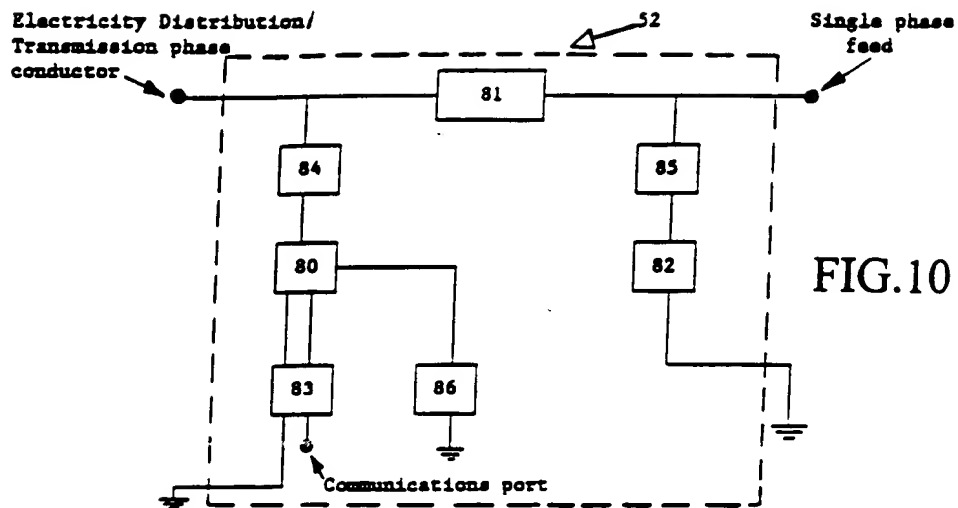 Electricity Distribution/
Transmission phase
conductor
52
Single phase
feed
81
84
85
80
82
FIG.10
83
86
Communications port